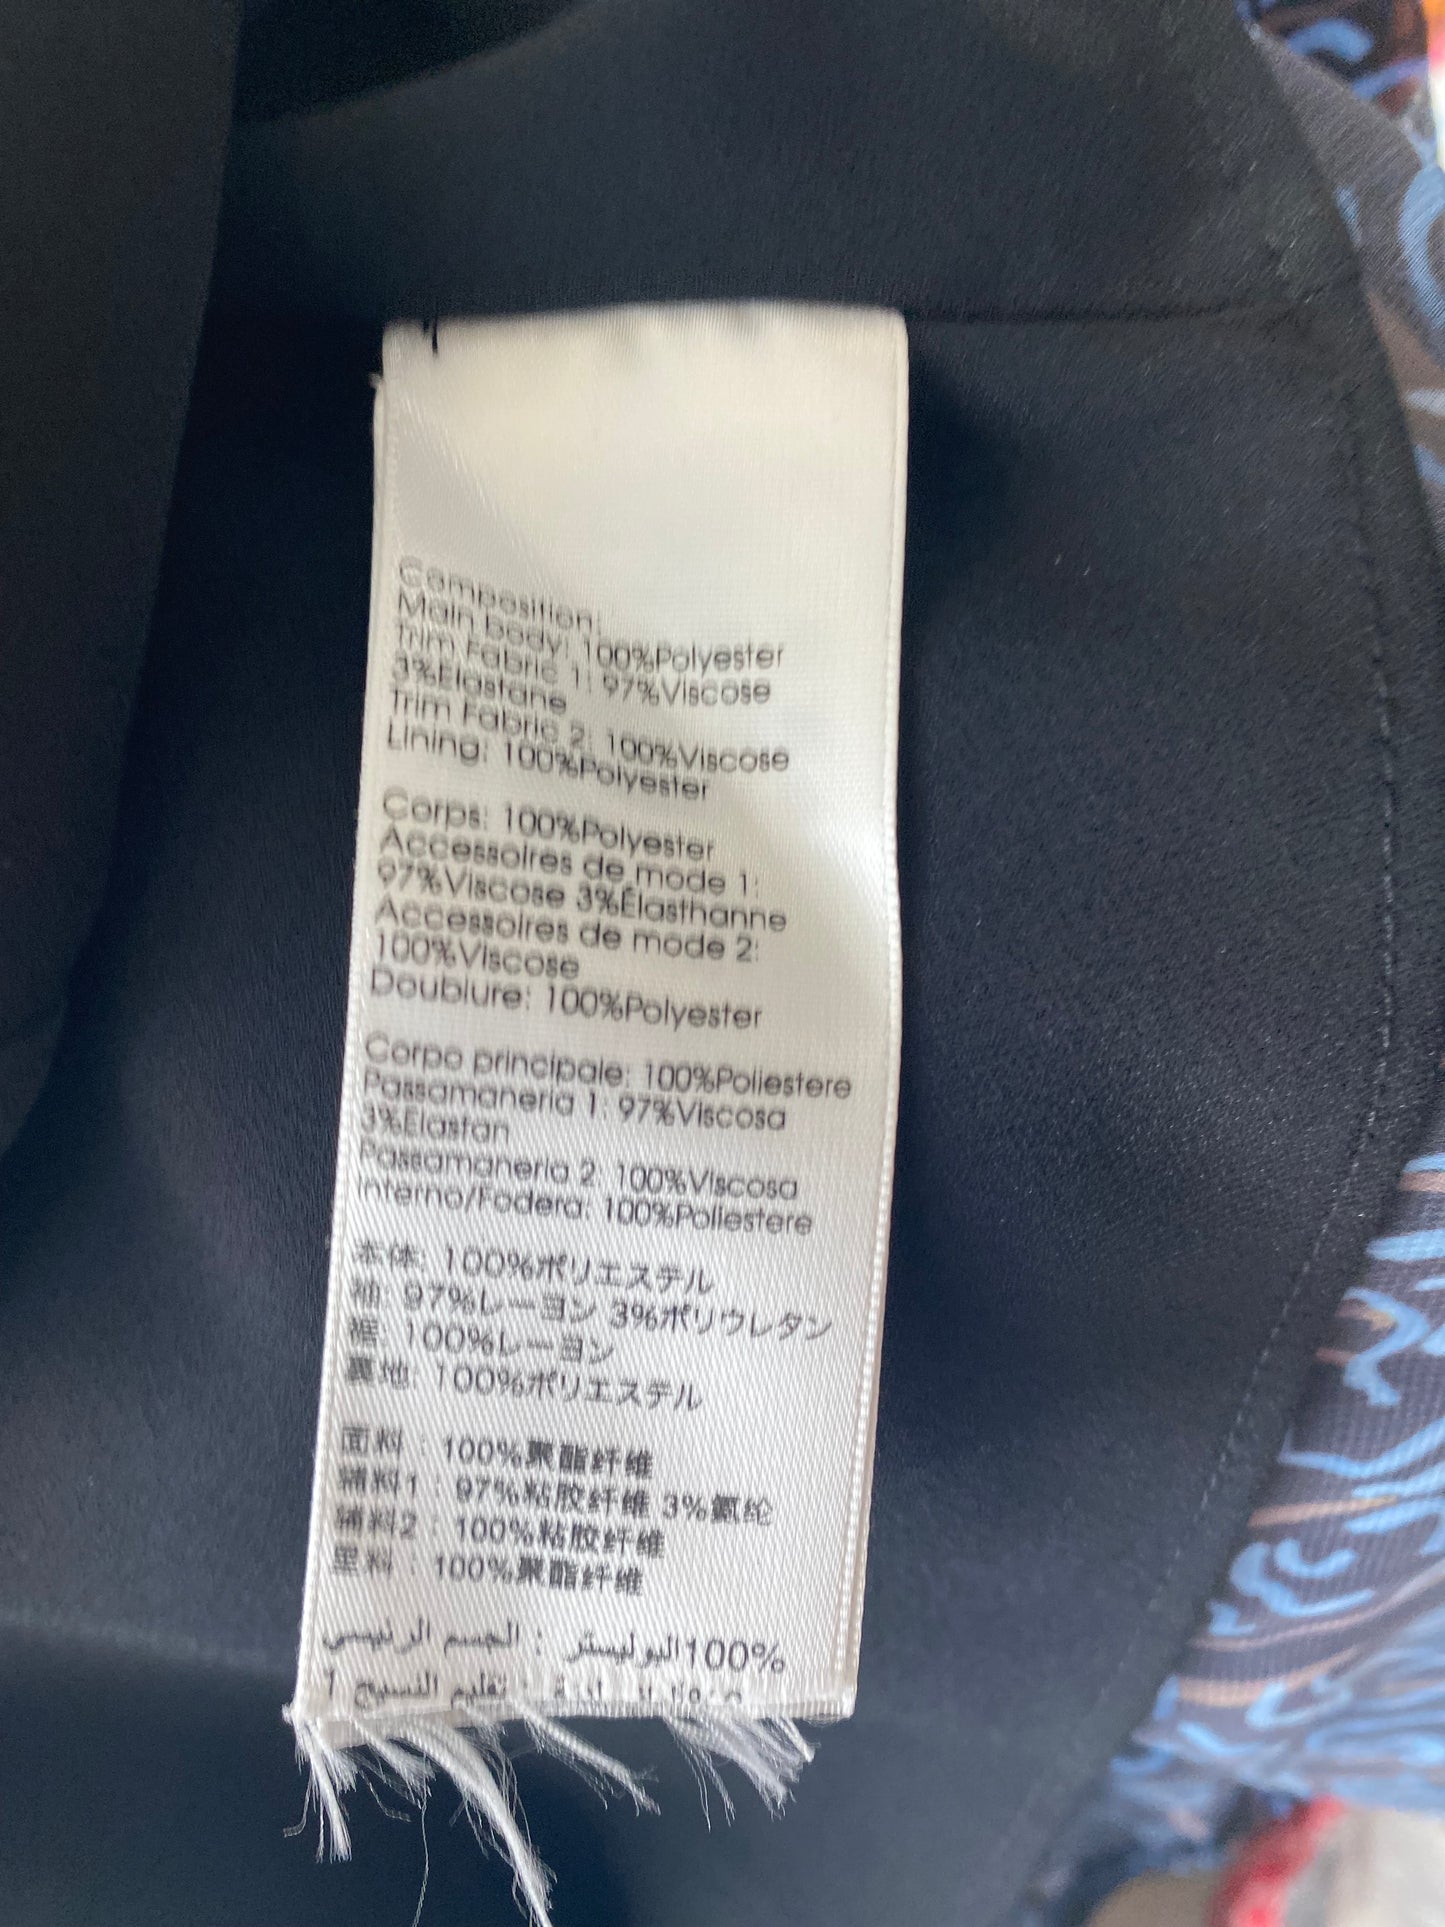 Composition:
Main body: 100%Polyester
Trim Fabric 1: 97%Viscose
3%Elastane
Trim Fabric 2: 100%Viscose
Lining: 100%Polyester
Corps: 100%Polyester
Accessoires de mode 1:
97%Viscose 3%Élasthanne
Accessoires de mode 2:
100%Viscose
Doublure: 100%Polyester
Corpo principale: 100%Poliestere
Passamaneria 1: 97%Viscosa
3%Elastan
Passamaneria 2: 100%Viscosa
Interno/Fodera: 100%Poliestere
本体: 100%ポリエステル
袖: 97%レーヨン 3%ポリウレタン
裾: 100%レーヨン
裏地: 100%ポリエステル
面料 : 100%聚酯纤维
辅料1 : 97%粘胶纤维 3%氨纶
辅料2 : 100%粘胶纤维
里料 : 100%聚酯纤维
الجسم الرئيسي : البوليستر100%
تقليم النسيج 1